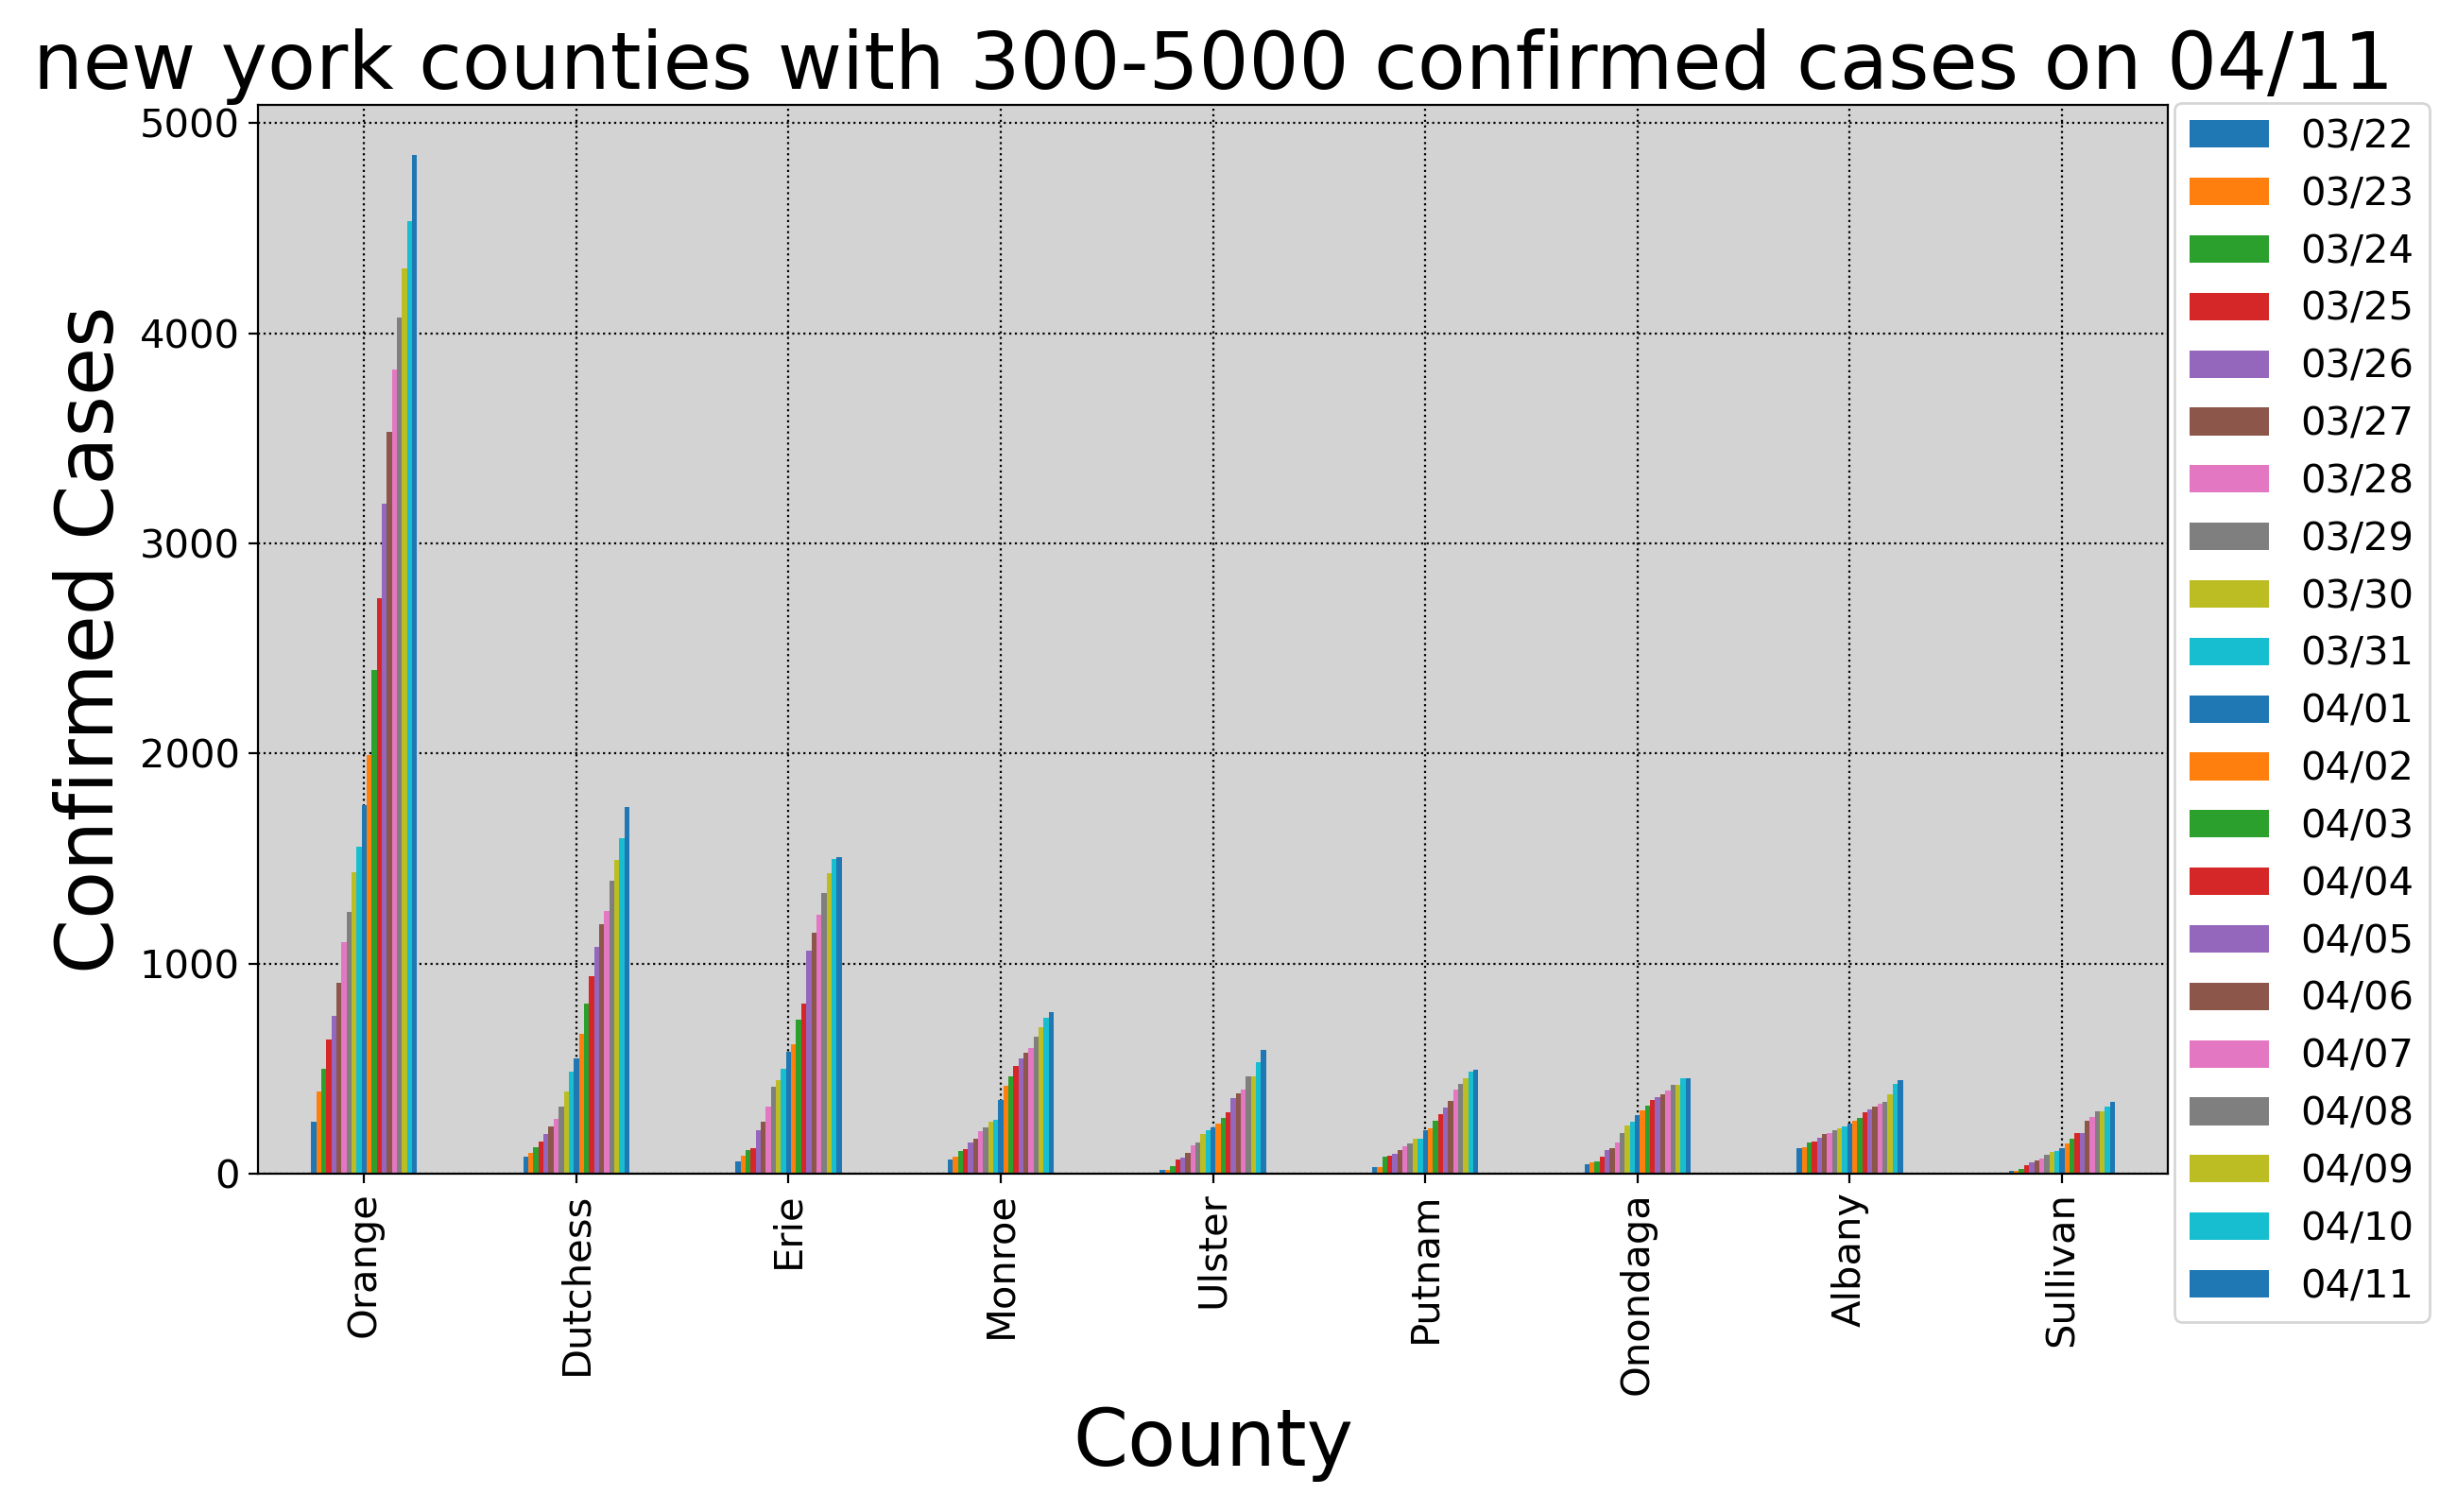 new york counties with 300-5000 confirmed cases on 04/11
Confirmed Cases
5000
4000
3000
2000
1000
0
Orange
Dutchess
Erie
Monroe
Ulster
Putnam
Onondaga
Albany
Sullivan
County
03/22
03/23
03/24
03/25
03/26
03/27
03/28
03/29
03/30
03/31
04/01
04/02
04/03
04/04
04/05
04/06
04/07
04/08
04/09
04/10
04/11